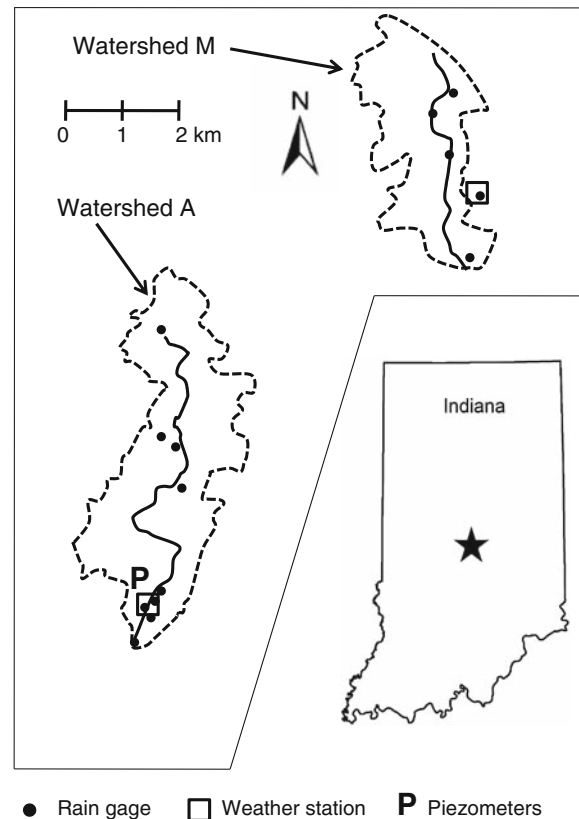 Watershed M
N
0 1 2 km
Watershed A
Indiana
P
Rain gage Weather station P Piezometers